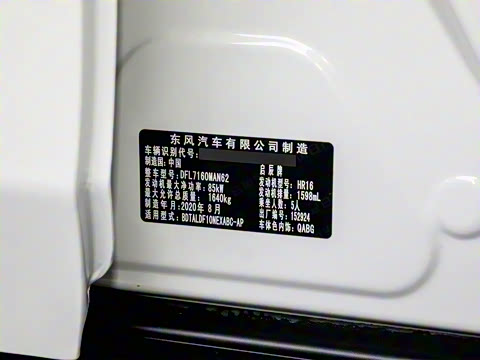 东风汽车有限公司制造
车辆识别代号：
制造国：中国 启辰牌
整车型号：DFL7160MAN62 发动机型号：HR16
发动机最大净功率：85kW 发动机排量：1598mL
最大允许总质量：1640kg 乘坐人数：5人
制造年月：2020年8月 出厂编号：152924
适用型式：BDTALDF10NEXABC-AP 车体色内饰：QABG